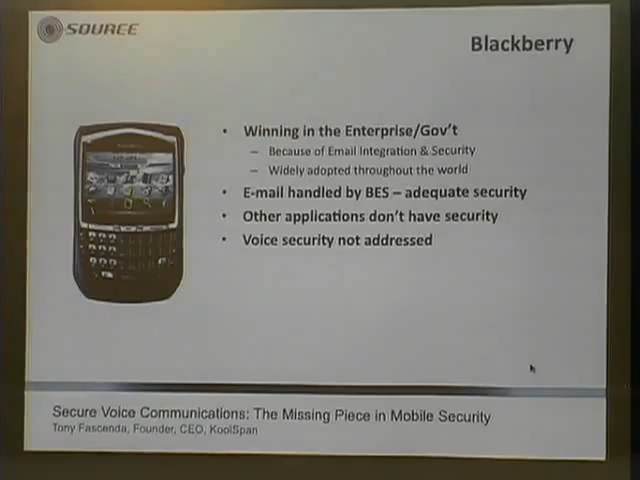 SOURCE
Blackberry
• Winning in the Enterprise/Gov't
– Because of Email Integration & Security
– Widely adopted throughout the world
• E-mail handled by BES – adequate security
• Other applications don't have security
• Voice security not addressed
Secure Voice Communications: The Missing Piece in Mobile Security
Tony Fascenda, Founder, CEO, KoolSpan